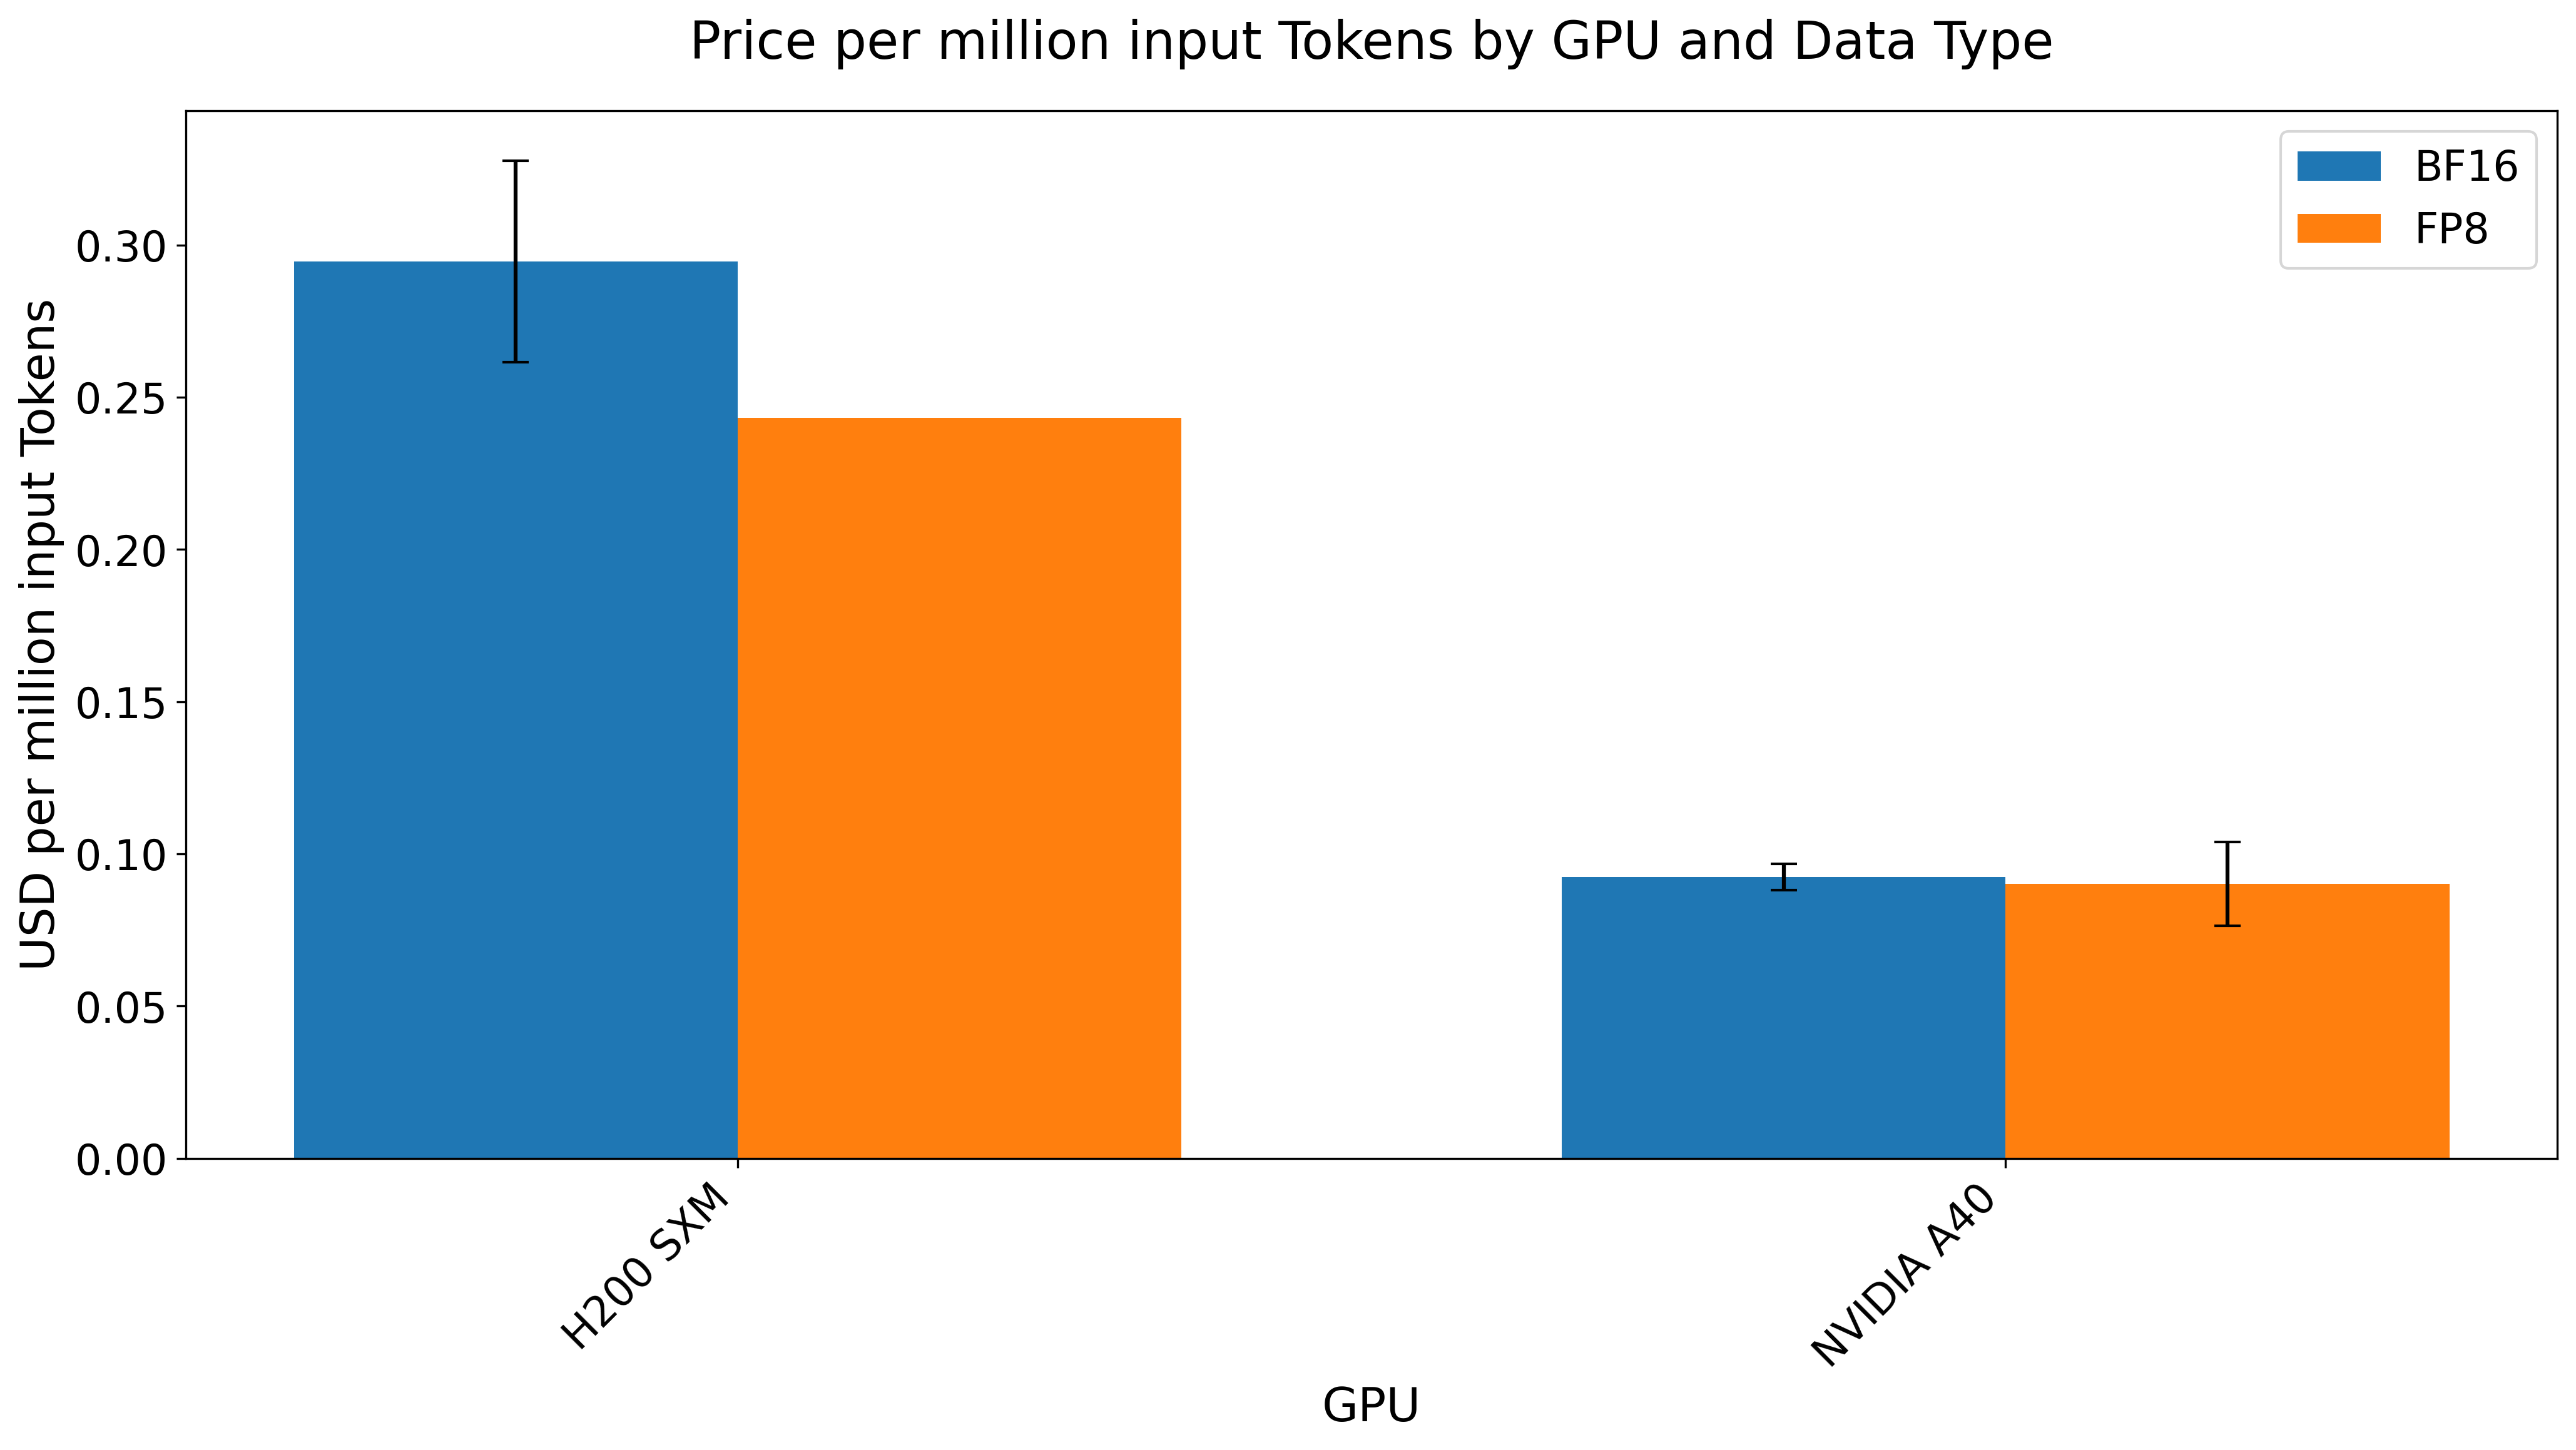 Price per million input Tokens by GPU and Data Type
BF16
FP8
USD per million input Tokens
0.30
0.25
0.20
0.15
0.10
0.05
0.00
H200 SXM
NVIDIA A40
GPU